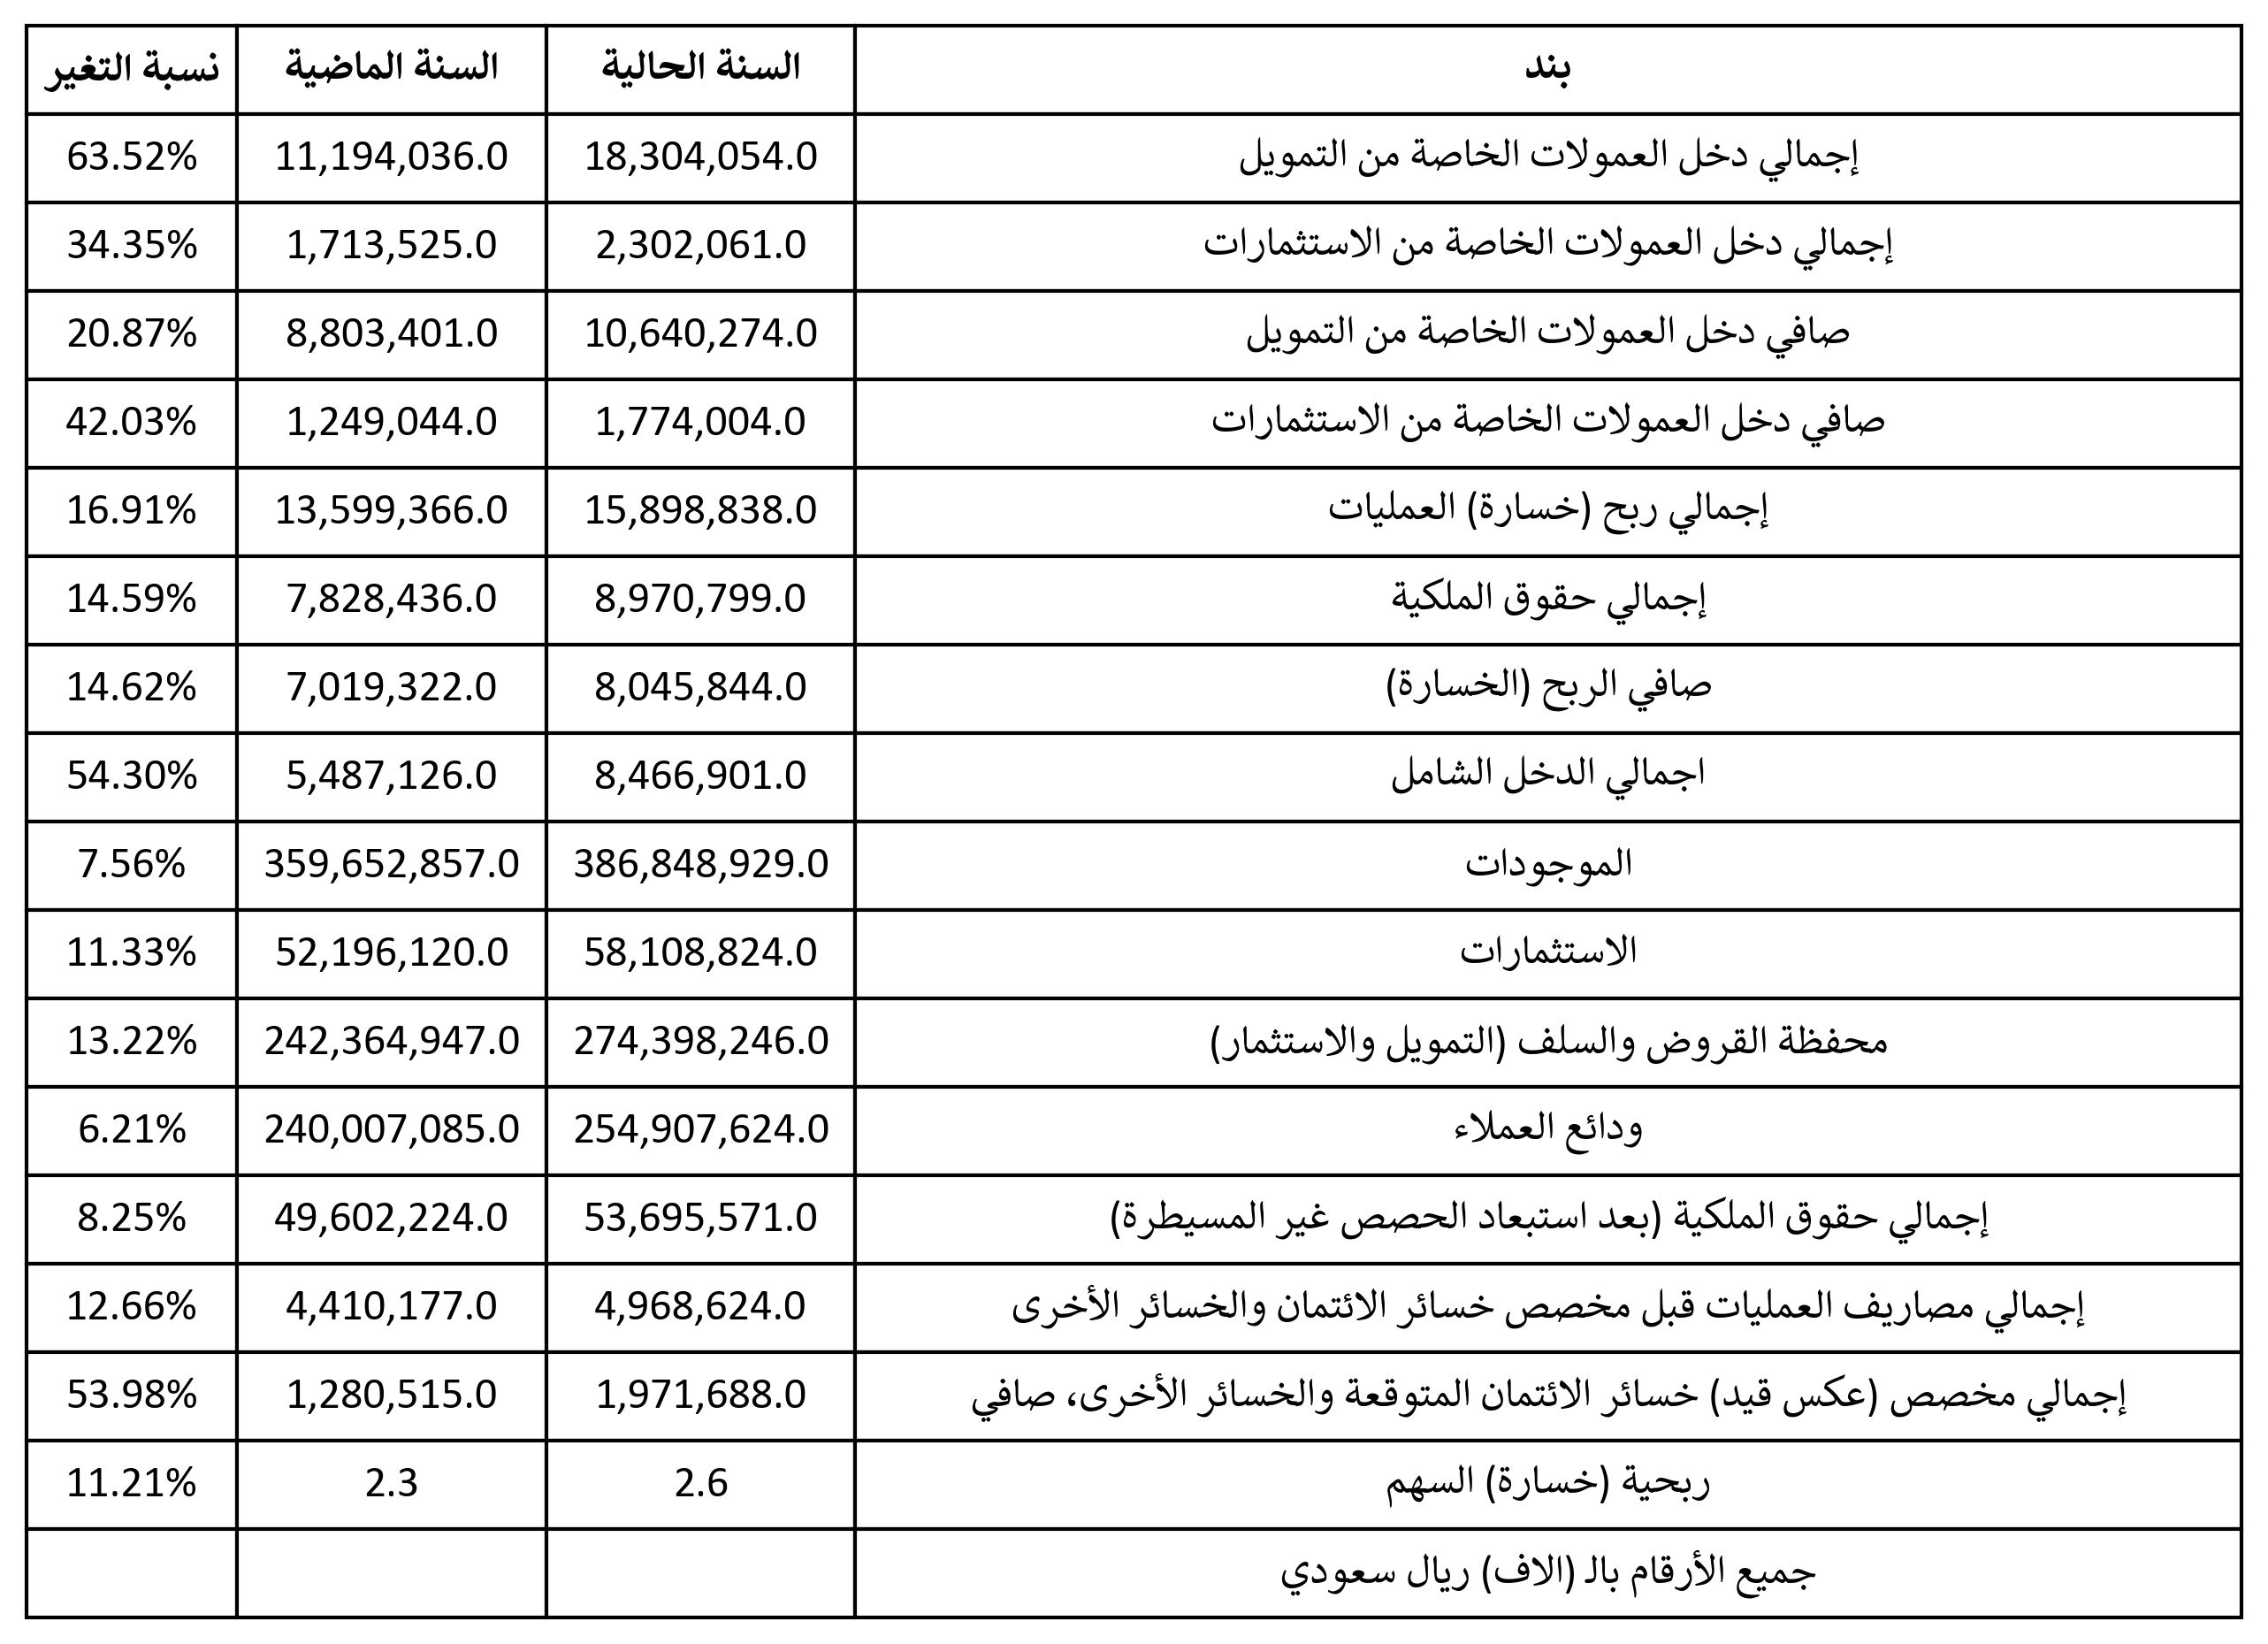 بند السنة الحالية السنة الماضية نسبة التغير
إجمالي دخل العمولات الخاصة من التمويل 18,304,054.0 11,194,036.0 63.52%
إجمالي دخل العمولات الخاصة من الاستثمارات 2,302,061.0 1,713,525.0 34.35%
صافي دخل العمولات الخاصة من التمويل 10,640,274.0 8,803,401.0 20.87%
صافي دخل العمولات الخاصة من الاستثمارات 1,774,004.0 1,249,044.0 42.03%
إجمالي ربح (خسارة) العمليات 15,898,838.0 13,599,366.0 16.91%
إجمالي حقوق الملكية 8,970,799.0 7,828,436.0 14.59%
صافي الربح (الخسارة) 8,045,844.0 7,019,322.0 14.62%
اجمالي الدخل الشامل 8,466,901.0 5,487,126.0 54.30%
الموجودات 386,848,929.0 359,652,857.0 7.56%
الاستثمارات 58,108,824.0 52,196,120.0 11.33%
محفظة القروض والسلف (التمويل والاستثمار) 274,398,246.0 242,364,947.0 13.22%
ودائع العملاء 254,907,624.0 240,007,085.0 6.21%
إجمالي حقوق الملكية (بعد استبعاد الحصص غير المسيطرة) 53,695,571.0 49,602,224.0 8.25%
إجمالي مصاريف العمليات قبل مخصص خسائر الائتمان والخسائر الأخرى 4,968,624.0 4,410,177.0 12.66%
إجمالي مخصص (عكس قيد) خسائر الائتمان المتوقعة والخسائر الأخرى، صافي 1,971,688.0 1,280,515.0 53.98%
ربحية (خسارة) السهم 2.6 2.3 11.21%
جميع الأرقام بالـ (الاف) ريال سعودي